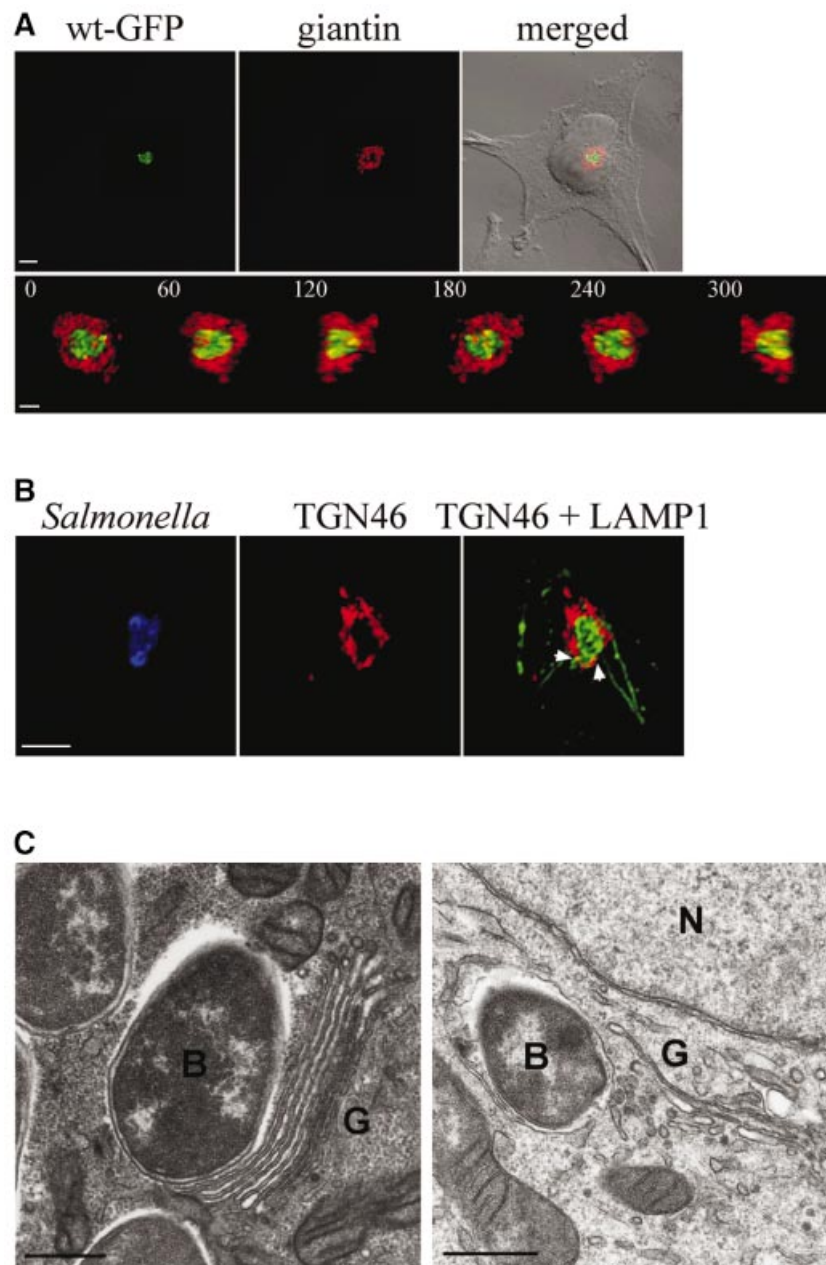 A
wt-GFP giantin merged
0 60 120 180 240 300
B
Salmonella TGN46 TGN46 + LAMP1
C
B G N B G